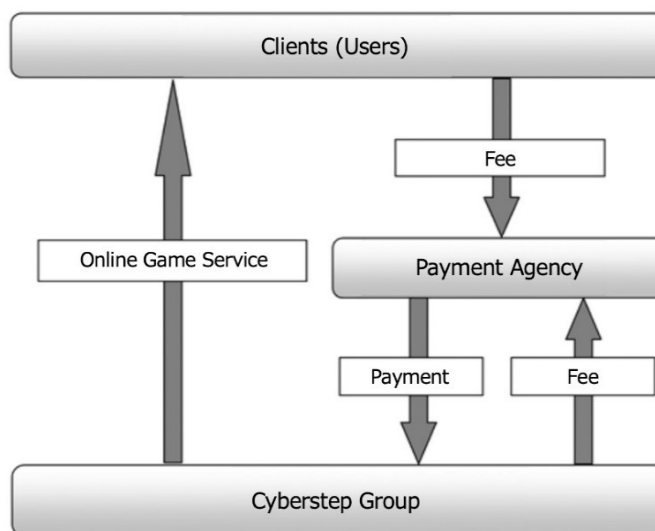 Clients (Users)
Fee
Online Game Service
Payment Agency
Payment
Fee
Cyberstep Group